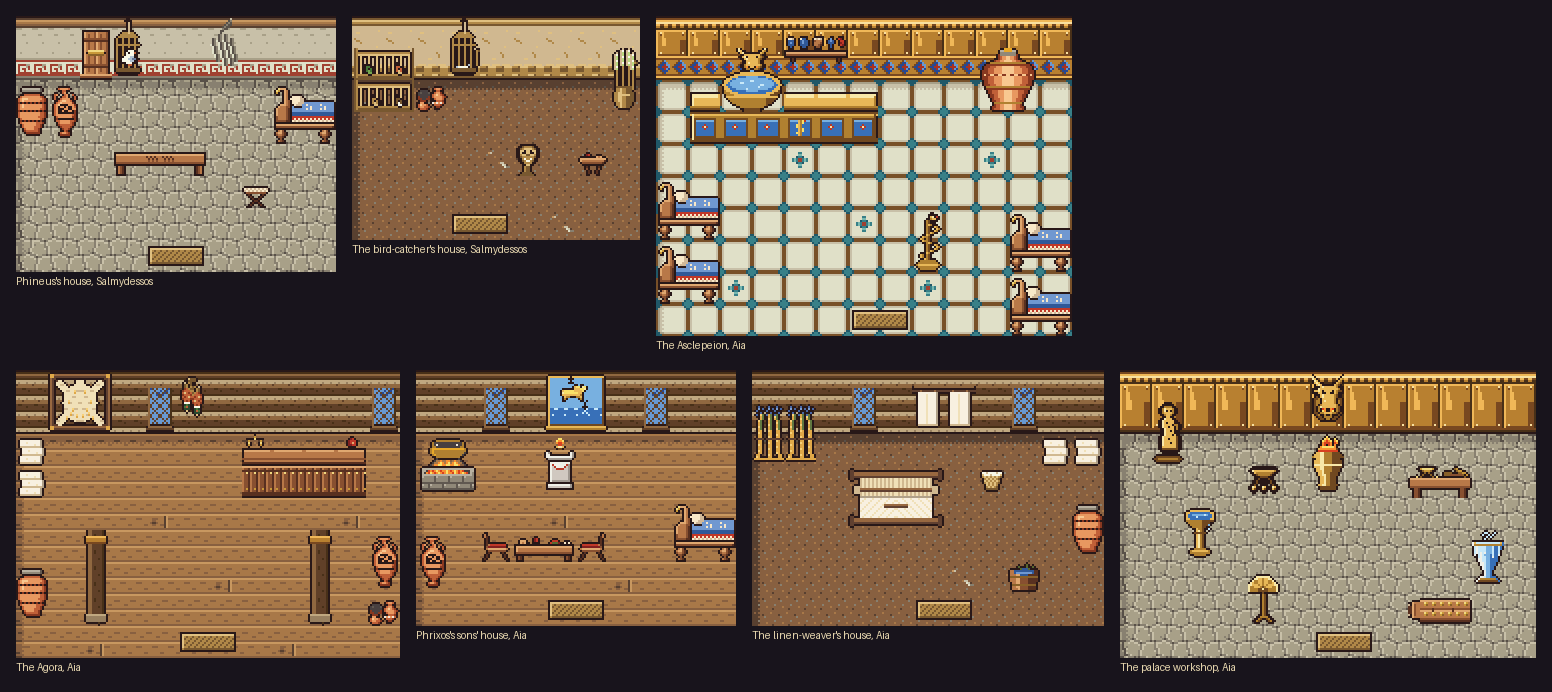 Phineus's house, Salmydessos
The bird-catcher's house, Salmydessos
The Asclepeion, Aia
The Agora, Aia
Phrixos's sons' house, Aia
The linen-weaver's house, Aia
The palace workshop, Aia